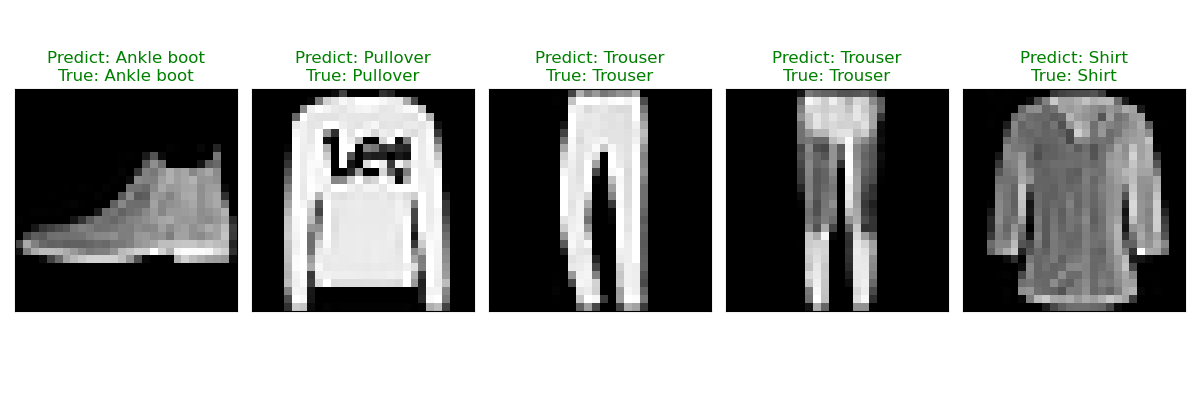 Predict: Ankle boot
True: Ankle boot
Predict: Pullover
True: Pullover
Predict: Trouser
True: Trouser
Predict: Trouser
True: Trouser
Predict: Shirt
True: Shirt
Lee